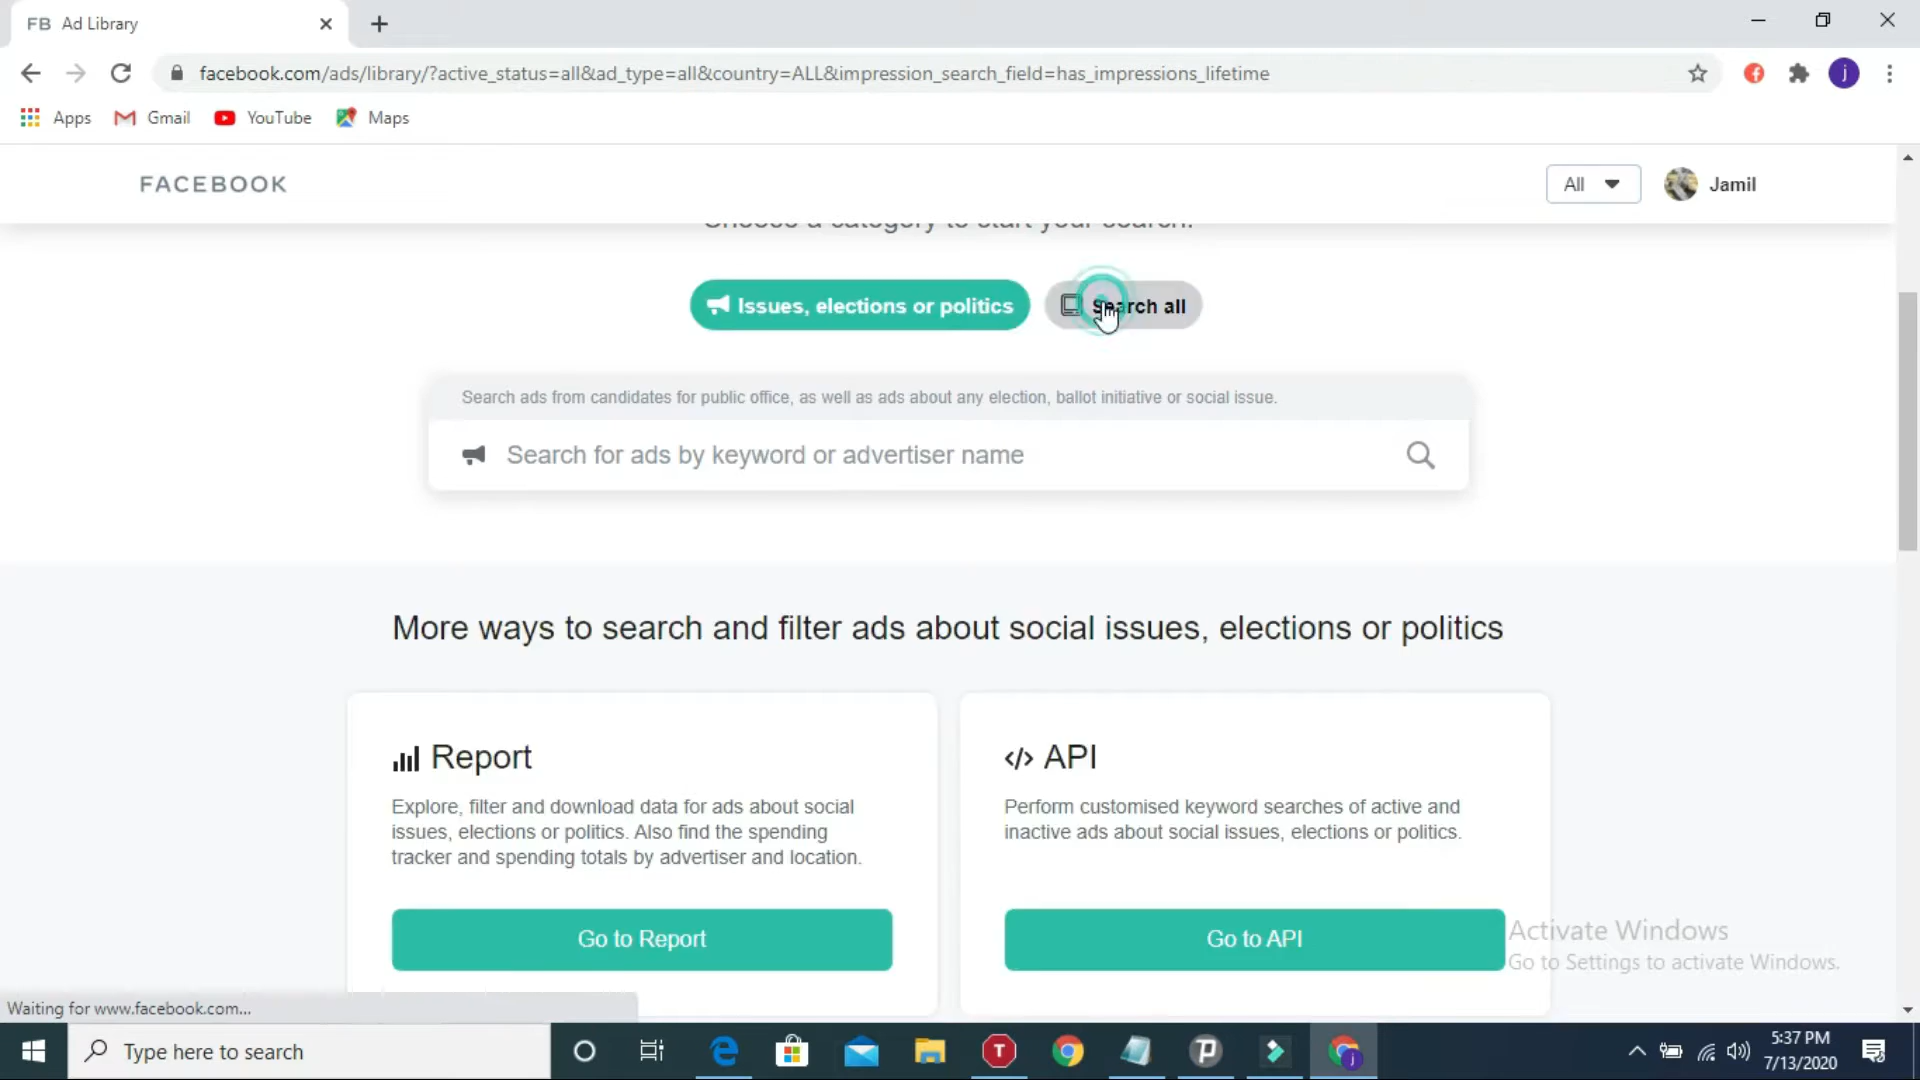 FB Ad Library
facebook.com/ads/library/?active_status=all&ad_type=all&country=ALL&impression_search_field=has_impressions_lifetime
j
Apps Gmail YouTube Maps
FACEBOOK
All
Jamil
Choose a category to start your search.
Issues, elections or politics
Search all
Search ads from candidates for public office, as well as ads about any election, ballot initiative or social issue.
Search for ads by keyword or advertiser name
More ways to search and filter ads about social issues, elections or politics
Report
Explore, filter and download data for ads about social
issues, elections or politics. Also find the spending
tracker and spending totals by advertiser and location.
Go to Report
</> API
Perform customised keyword searches of active and
inactive ads about social issues, elections or politics.
Go to API
Activate Windows
Go to Settings to activate Windows.
Waiting for www.facebook.com...
Type here to search
T
j
5:37 PM
7/13/2020